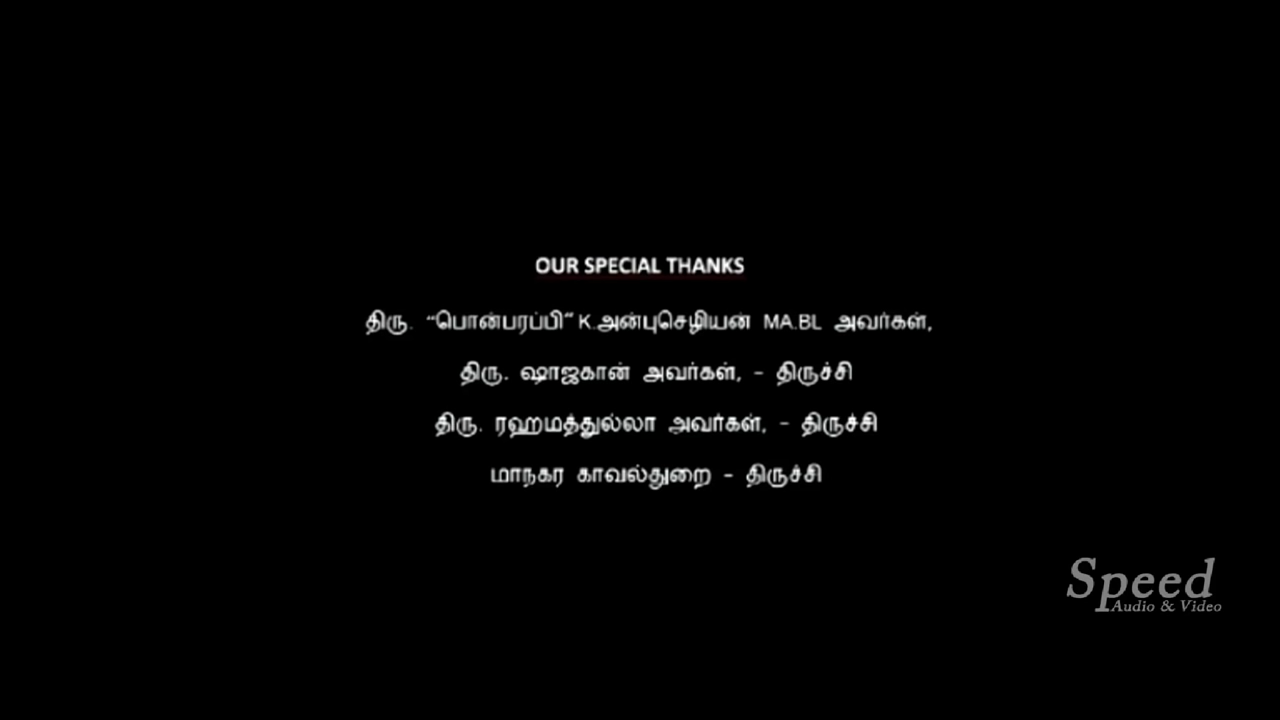 OUR SPECIAL THANKS
திரு. “பொன்பரப்பி” K.அன்புசெழியன் MA.BL அவர்கள்,
திரு. ஷாஜகான் அவர்கள், - திருச்சி
திரு. ரஹமத்துல்லா அவர்கள், - திருச்சி
மாநகர காவல்துறை - திருச்சி
Speed
Audio & Video